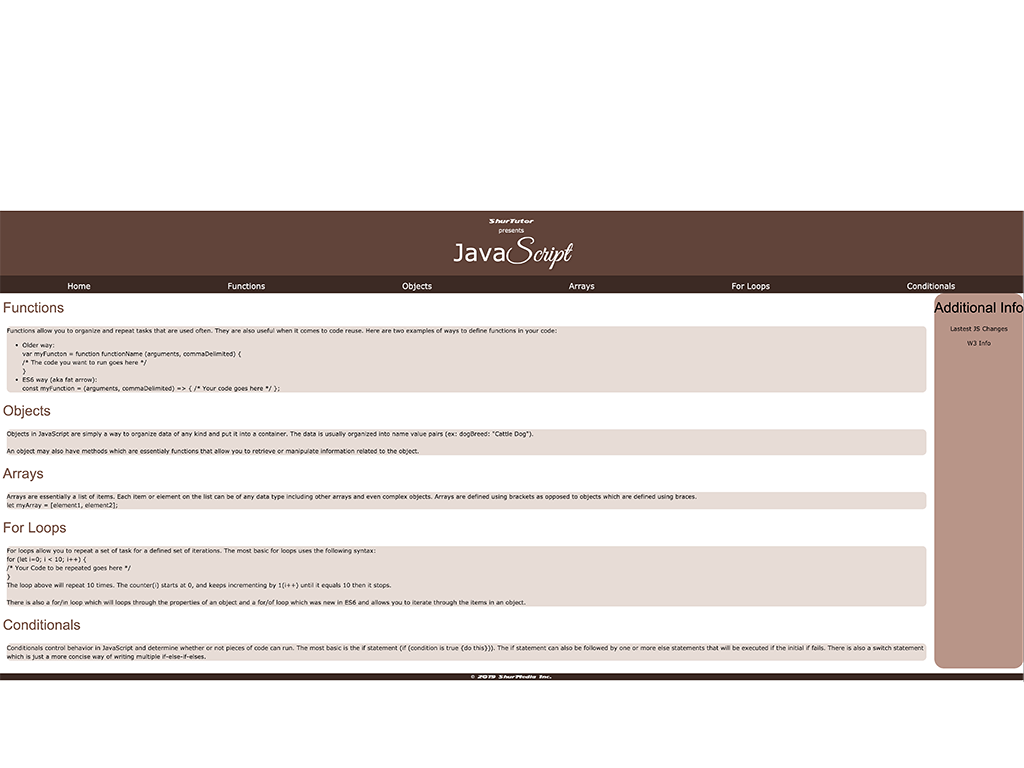 ShurTutor
presents
JavaScript
Home Functions Objects Arrays For Loops Conditionals
Functions
Functions allow you to organize and repeat tasks that are used often. They are also useful when it comes to code reuse. Here are two examples of ways to define functions in your code:
• Older way:
var myFuncton = function functionName (arguments, commaDelimited) {
/* The code you want to run goes here */
}
• ES6 way (aka fat arrow):
const myFunction = (arguments, commaDelimited) => { /* Your code goes here */ };
Objects
Objects in JavaScript are simply a way to organize data of any kind and put it into a container. The data is usually organized into name value pairs (ex: dogBreed: "Cattle Dog").
An object may also have methods which are essentialy functions that allow you to retrieve or manipulate information related to the object.
Arrays
Arrays are essentially a list of items. Each item or element on the list can be of any data type including other arrays and even complex objects. Arrays are defined using brackets as opposed to objects which are defined using braces.
let myArray = [element1, element2];
For Loops
For loops allow you to repeat a set of task for a defined set of iterations. The most basic for loops uses the following syntax:
for (let i=0; i < 10; i++) {
/* Your Code to be repeated goes here */
}
The loop above will repeat 10 times. The counter(i) starts at 0, and keeps incrementing by 1(i++) until it equals 10 then it stops.
There is also a for/in loop which will loops through the properties of an object and a for/of loop which was new in ES6 and allows you to iterate through the items in an object.
Conditionals
Conditionals control behavior in JavaScript and determine whether or not pieces of code can run. The most basic is the if statement (if (condition is true {do this})). The if statement can also be followed by one or more else statements that will be executed if the initial if fails. There is also a switch statement
which is just a more concise way of writing multiple if-else-if-elses.
Additional Info
Lastest JS Changes
W3 Info
© 2019 ShurMedia Inc.